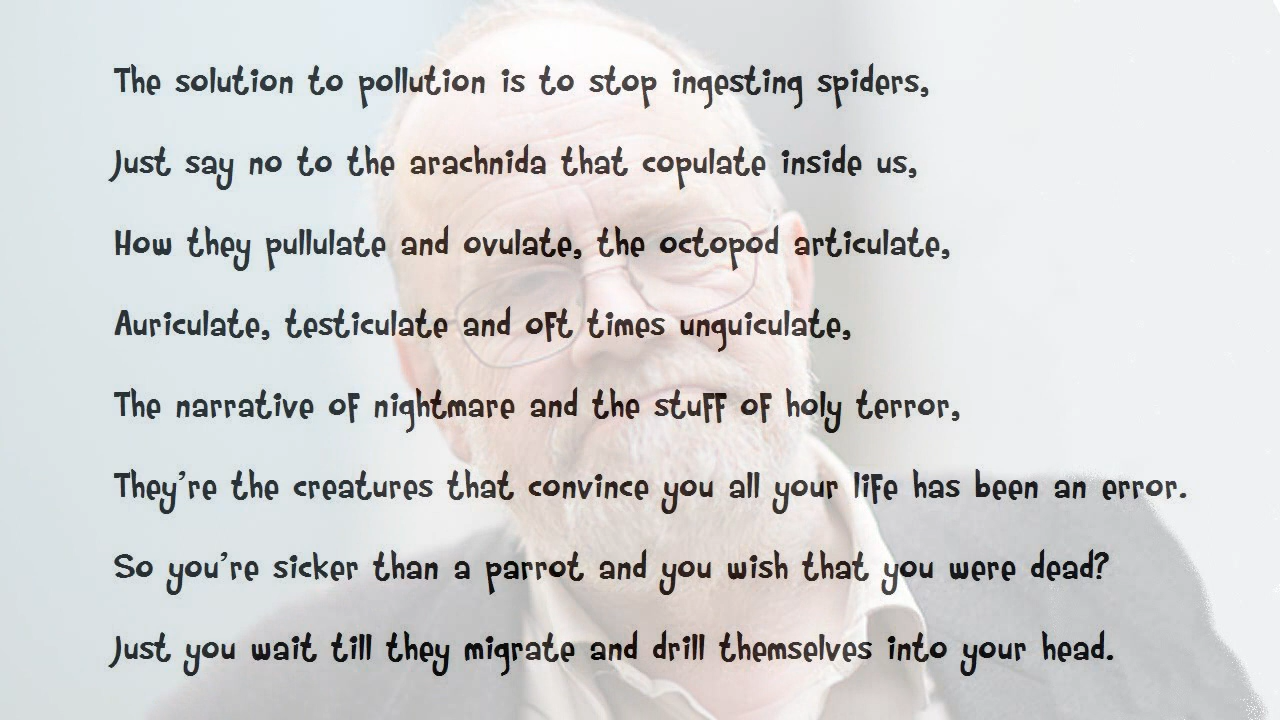 The solution to pollution is to stop ingesting spiders,
Just say no to the arachnida that copulate inside us,
How they pullulate and ovulate, the octopod articulate,
Auriculate, testiculate and oft times unguiculate,
The narrative of nightmare and the stuff of holy terror,
They're the creatures that convince you all your life has been an error.
So you're sicker than a parrot and you wish that you were dead?
Just you wait till they migrate and drill themselves into your head.